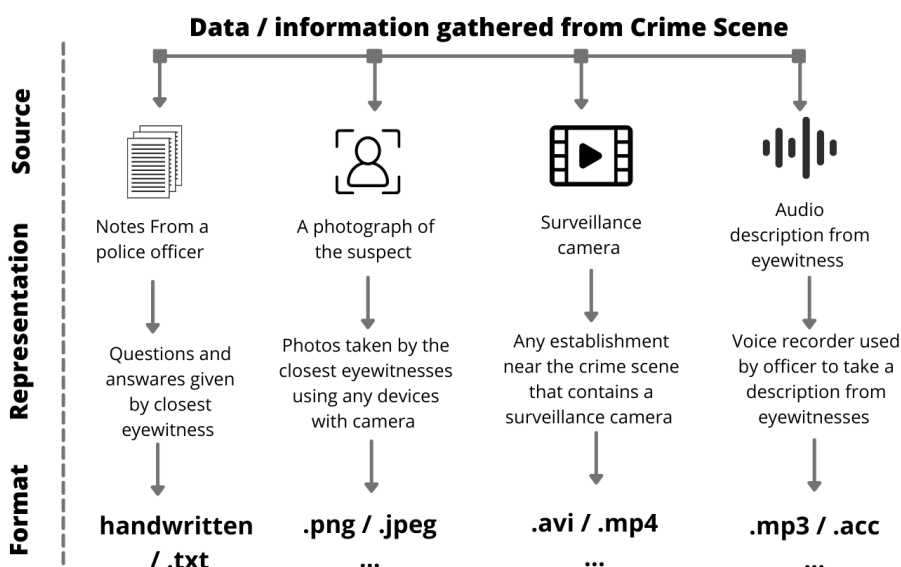 Data / information gathered from Crime Scene
Source
Notes From a
police officer
A photograph of
the suspect
Surveillance
camera
Audio
description from
eyewitness
Representation
Questions and
answares given
by closest
eyewitness
Photos taken by the
closest eyewitnesses
using any devices
with camera
Any establishment
near the crime scene
that contains a
surveillance camera
Voice recorder used
by officer to take a
description from
eyewitnesses
Format
handwritten
/ .txt
.png / .jpeg
...
.avi / .mp4
...
.mp3 / .acc
...